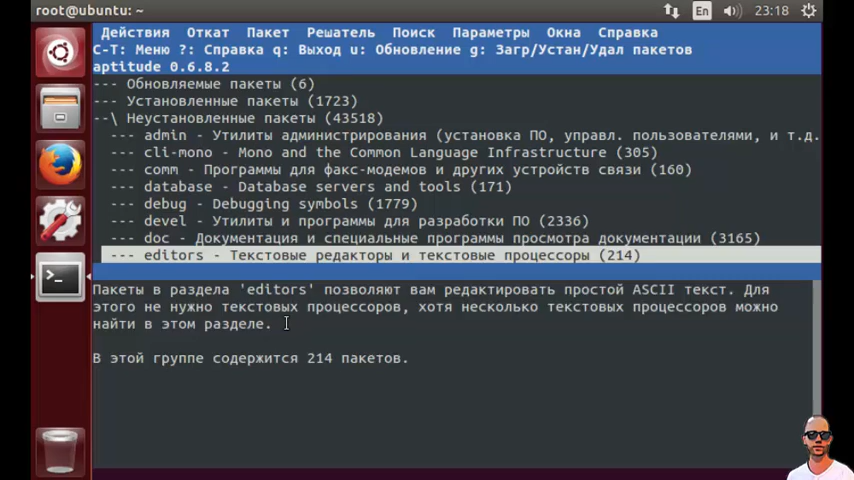 root@ubuntu: ~
En
23:18
Действия Откат Пакет Решатель Поиск Параметры Окна Справка
C-T: Меню ?: Справка q: Выход u: Обновление g: Загр/Устан/Удал пакетов
aptitude 0.6.8.2
--- Обновляемые пакеты (6)
--- Установленные пакеты (1723)
--\ Неустановленные пакеты (43518)
--- admin - Утилиты администрирования (установка ПО, управл. пользователями, и т.д.
--- cli-mono - Mono and the Common Language Infrastructure (305)
--- comm - Программы для факс-модемов и других устройств связи (160)
--- database - Database servers and tools (171)
--- debug - Debugging symbols (1779)
--- devel - Утилиты и программы для разработки ПО (2336)
--- doc - Документация и специальные программы просмотра документации (3165)
--- editors - Текстовые редакторы и текстовые процессоры (214)
Пакеты в раздела 'editors' позволяют вам редактировать простой ASCII текст. Для
этого не нужно текстовых процессоров, хотя несколько текстовых процессоров можно
найти в этом разделе.
В этой группе содержится 214 пакетов.